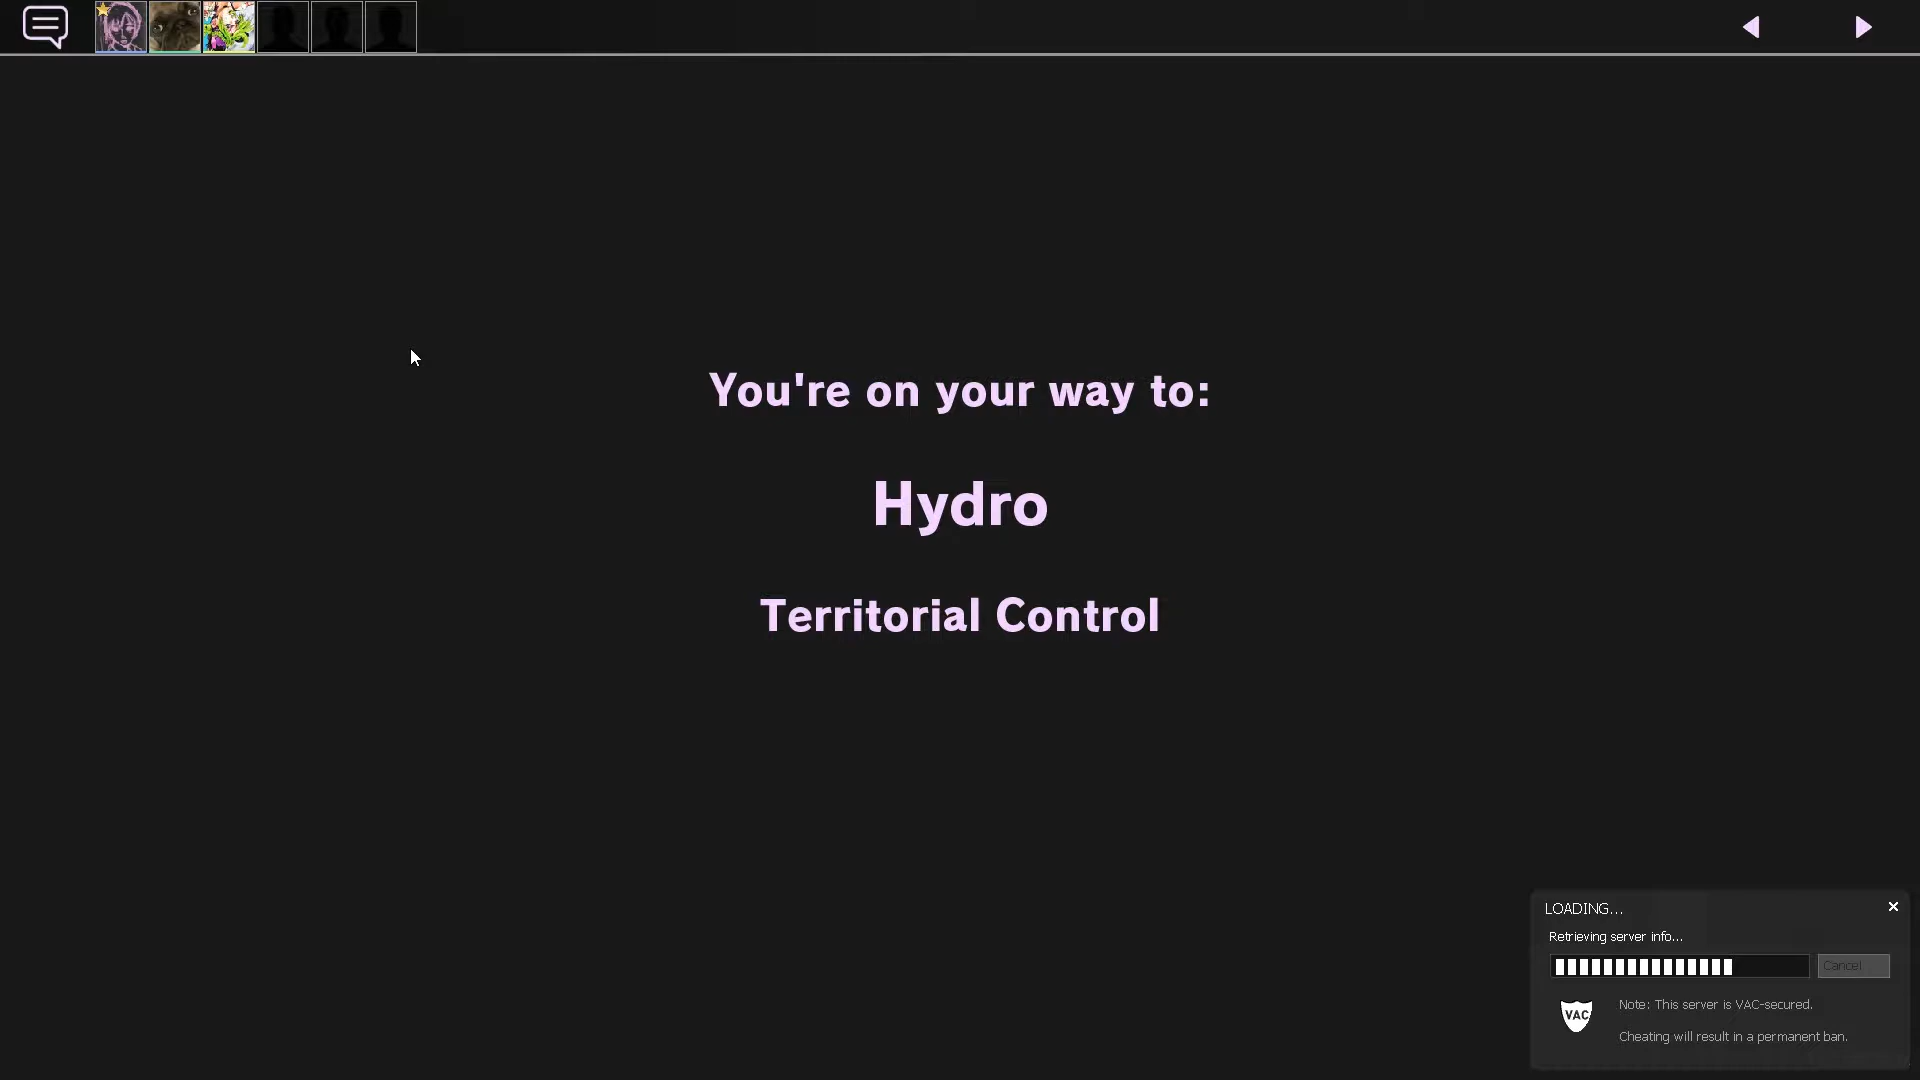 You're on your way to:
Hydro
Territorial Control
LOADING...
Retrieving server info...
Cancel
VAC
Note: This server is VAC-secured.
Cheating will result in a permanent ban.